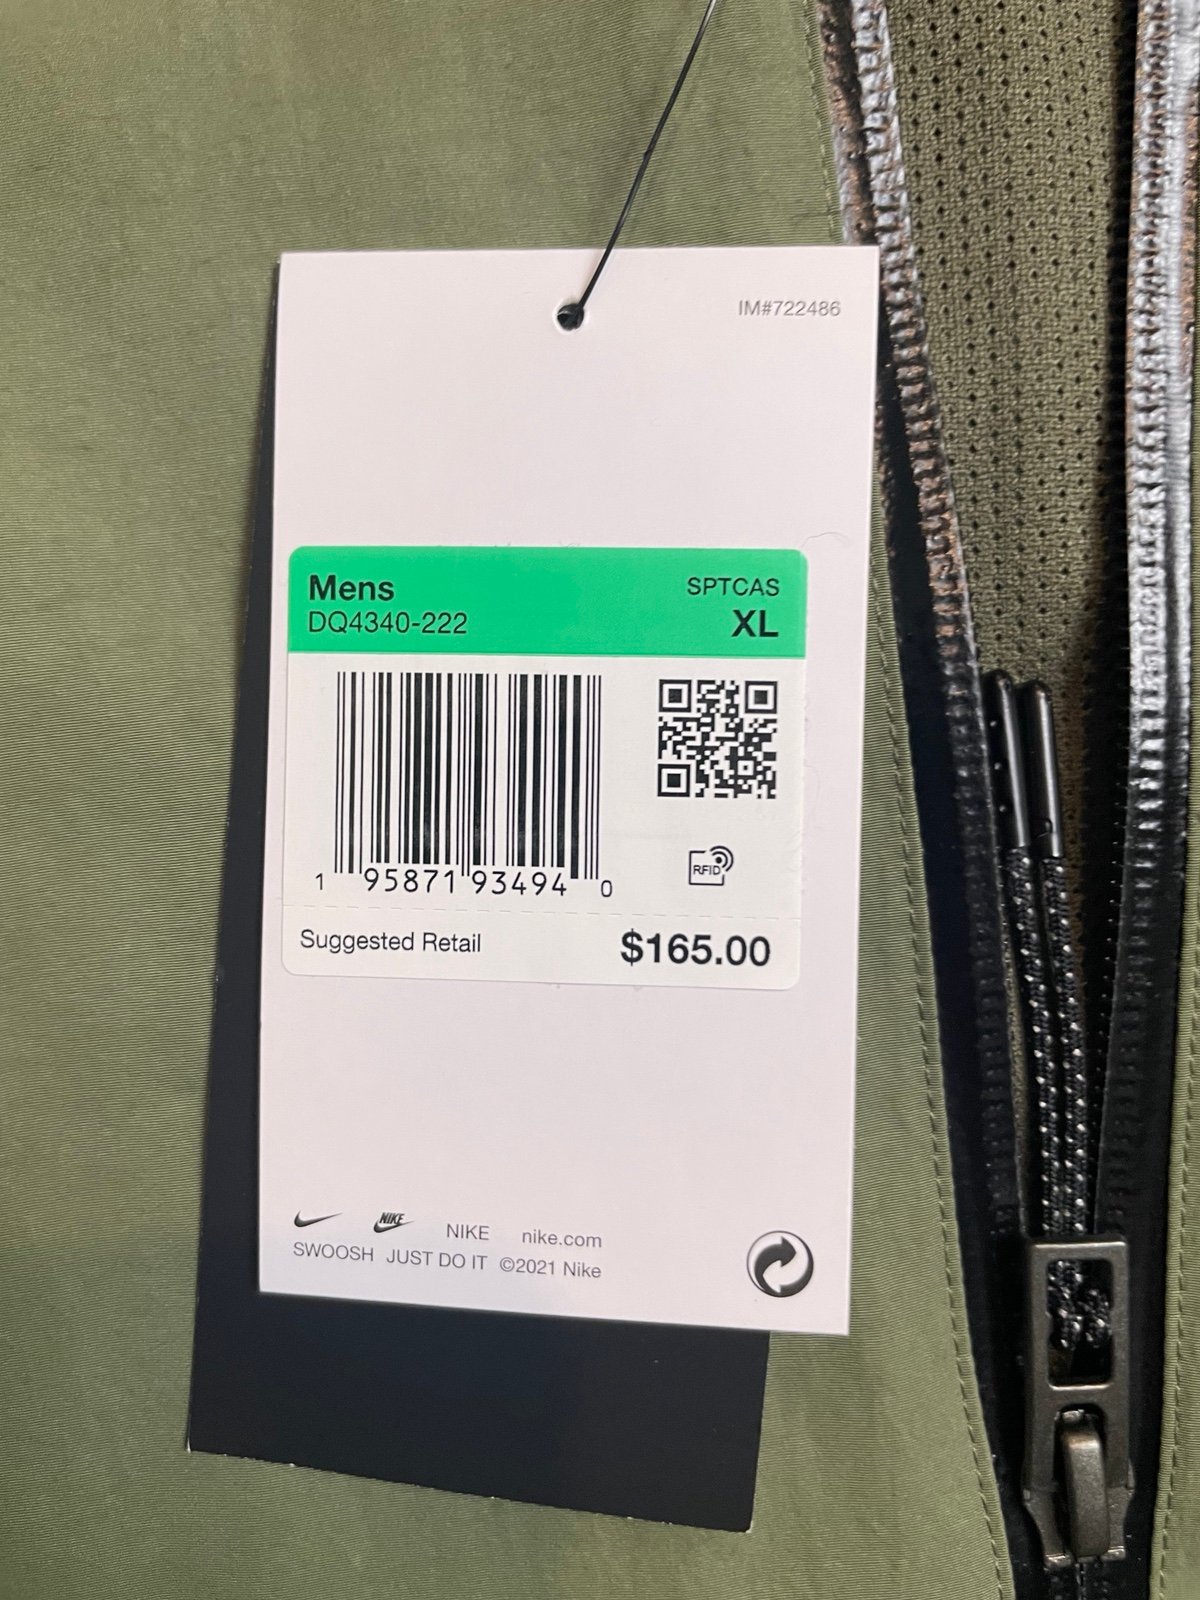 IM#722486
Mens SPTCAS
DQ4340-222 XL
RFID
1 95871 93494 0
Suggested Retail $165.00
NIKE NIKE nike.com
SWOOSH JUST DO IT ©2021 Nike